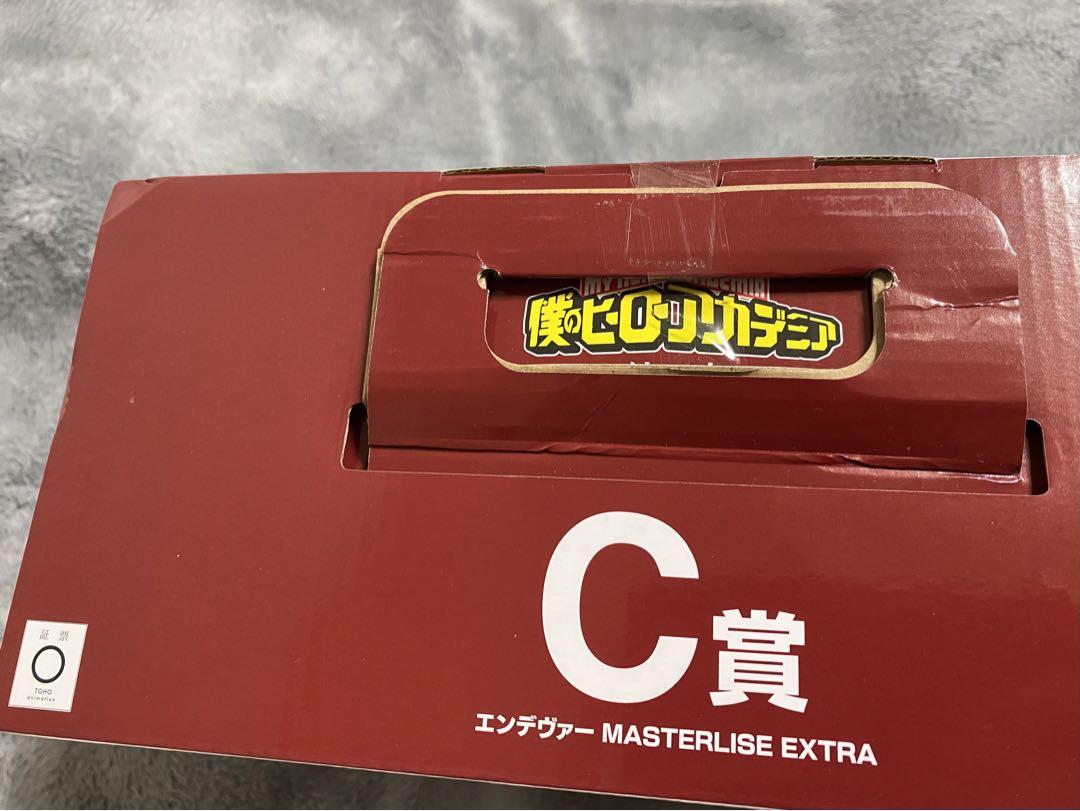 僕のヒーローアカデミア
C賞
エンデヴァー MASTERLISE EXTRA
証票
TOHO
animation